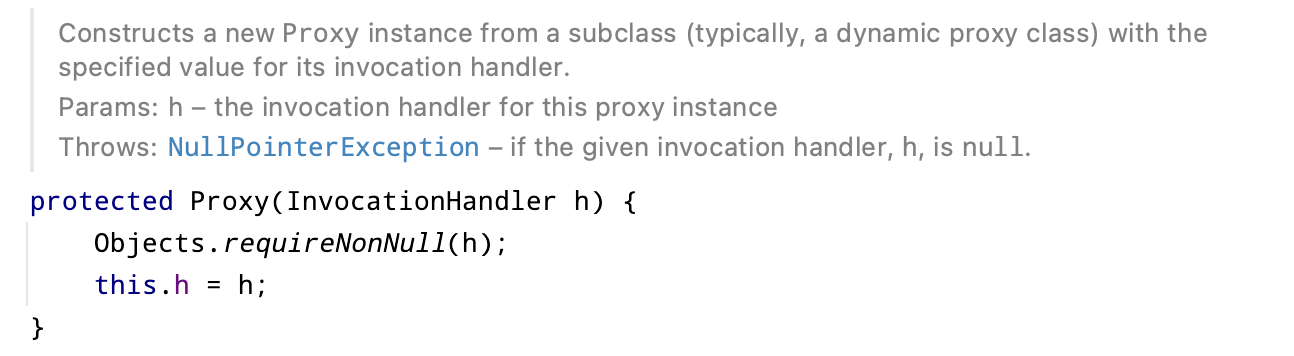 Constructs a new Proxy instance from a subclass (typically, a dynamic proxy class) with the
specified value for its invocation handler.
Params: h – the invocation handler for this proxy instance
Throws: NullPointerException – if the given invocation handler, h, is null.
protected Proxy(InvocationHandler h) {
    Objects.requireNonNull(h);
    this.h = h;
}